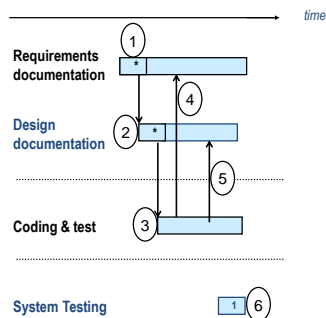 time
1
Requirements
documentation
*
4
Design
documentation
2
*
5
Coding & test
3
System Testing
1
6